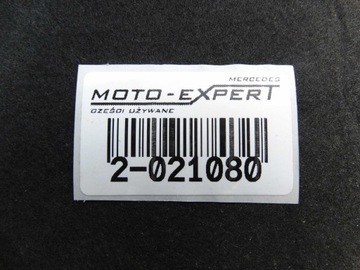 MERCEDES
MOTO-EXPERT
CZĘŚCI UŻYWANE
2-021080